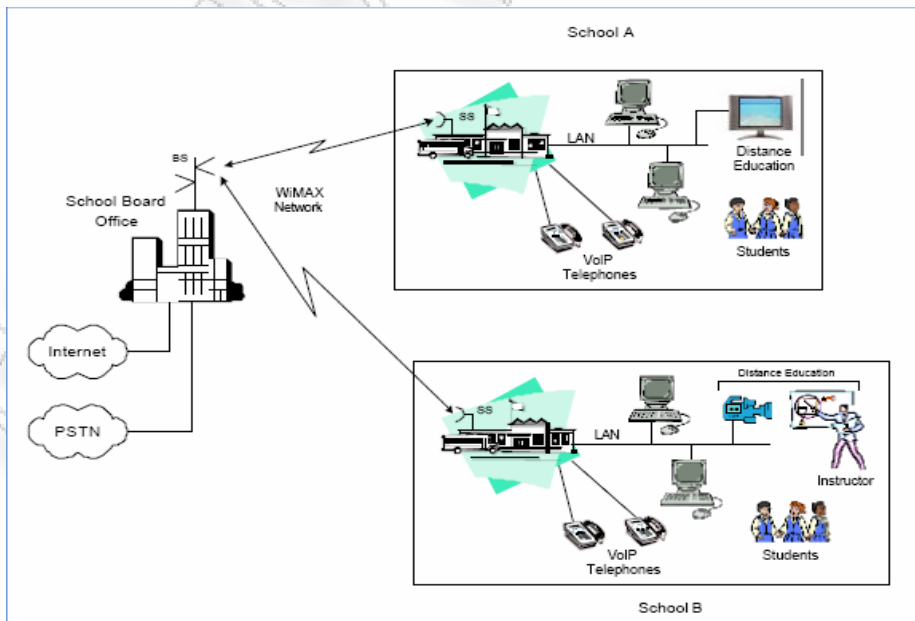 School A
SS
LAN
Distance
Education
BS
School Board
Office
WiMAX
Network
VoIP
Telephones
Students
Internet
PSTN
Distance Education
SS
LAN
Instructor
VoIP
Telephones
Students
School B